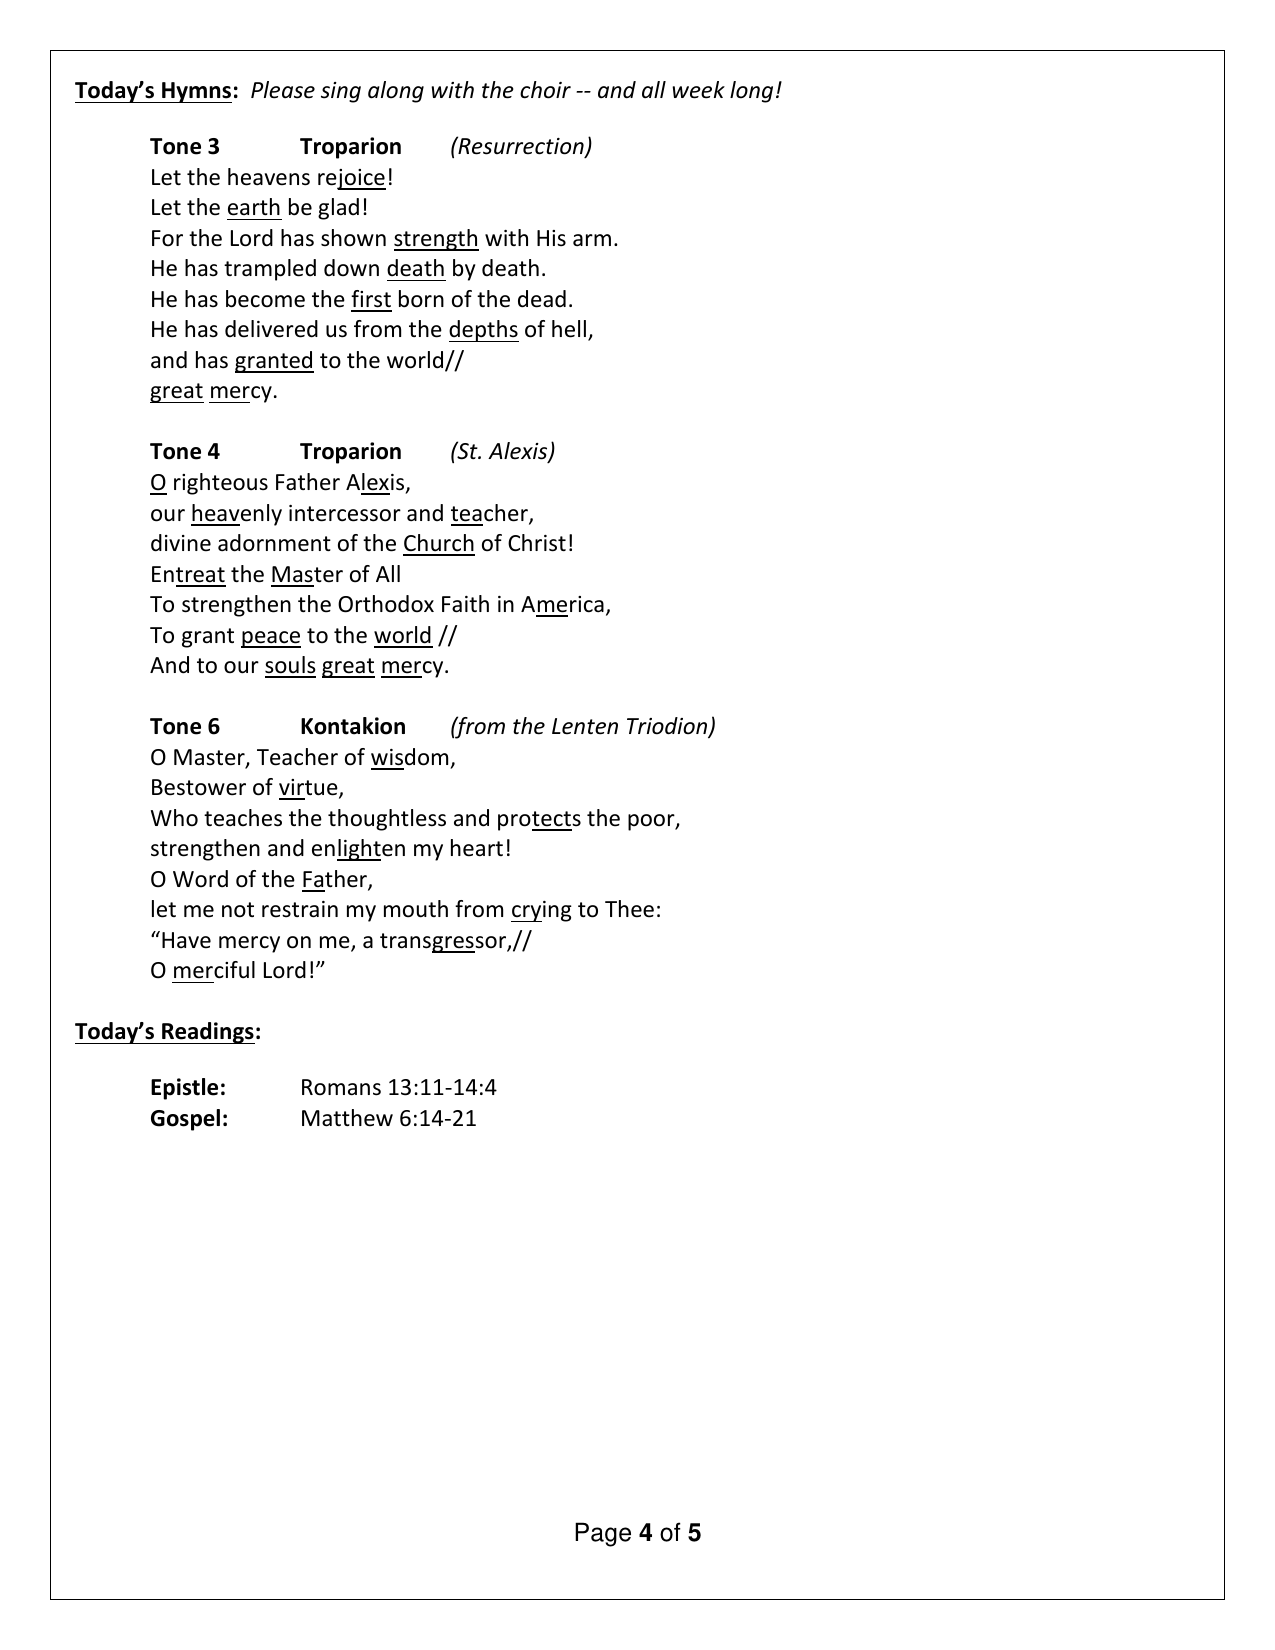 Today’s Hymns: Please sing along with the choir -- and all week long!
Tone 3 Troparion (Resurrection)
Let the heavens rejoice!
Let the earth be glad!
For the Lord has shown strength with His arm.
He has trampled down death by death.
He has become the first born of the dead.
He has delivered us from the depths of hell,
and has granted to the world//
great mercy.
Tone 4 Troparion (St. Alexis)
O righteous Father Alexis,
our heavenly intercessor and teacher,
divine adornment of the Church of Christ!
Entreat the Master of All
To strengthen the Orthodox Faith in America,
To grant peace to the world //
And to our souls great mercy.
Tone 6 Kontakion (from the Lenten Triodion)
O Master, Teacher of wisdom,
Bestower of virtue,
Who teaches the thoughtless and protects the poor,
strengthen and enlighten my heart!
O Word of the Father,
let me not restrain my mouth from crying to Thee:
“Have mercy on me, a transgressor,//
O merciful Lord!”
Today’s Readings:
Epistle: Romans 13:11-14:4
Gospel: Matthew 6:14-21
Page 4 of 5